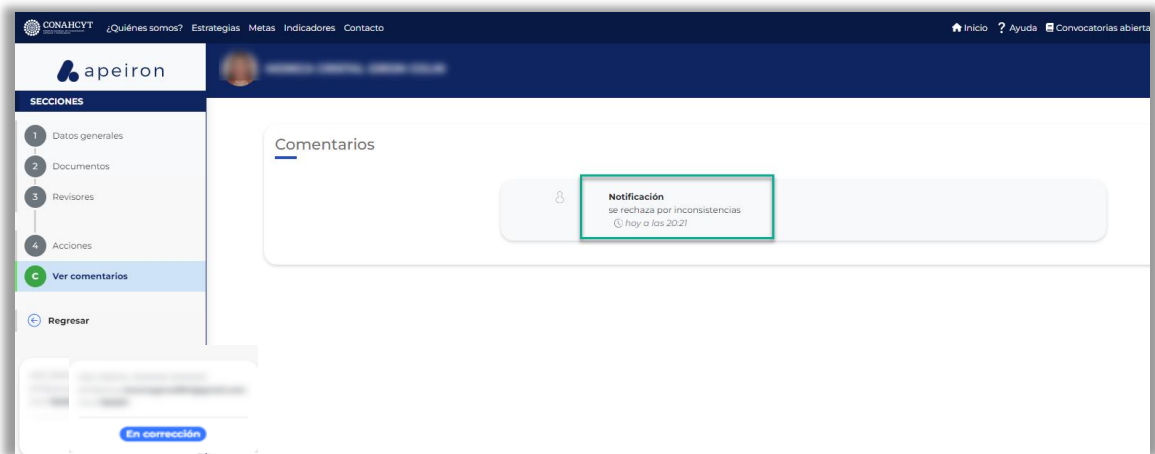 CONAHCYT ¿Quiénes somos? Estrategias Metas Indicadores Contacto Inicio ? Ayuda Convocatorias abierta
apeiron
SECCIONES
1 Datos generales
2 Documentos
3 Revisores
4 Acciones
C Ver comentarios
Regresar
En corrección
Comentarios
Notificación
se rechaza por inconsistencias
hoy a las 20:21